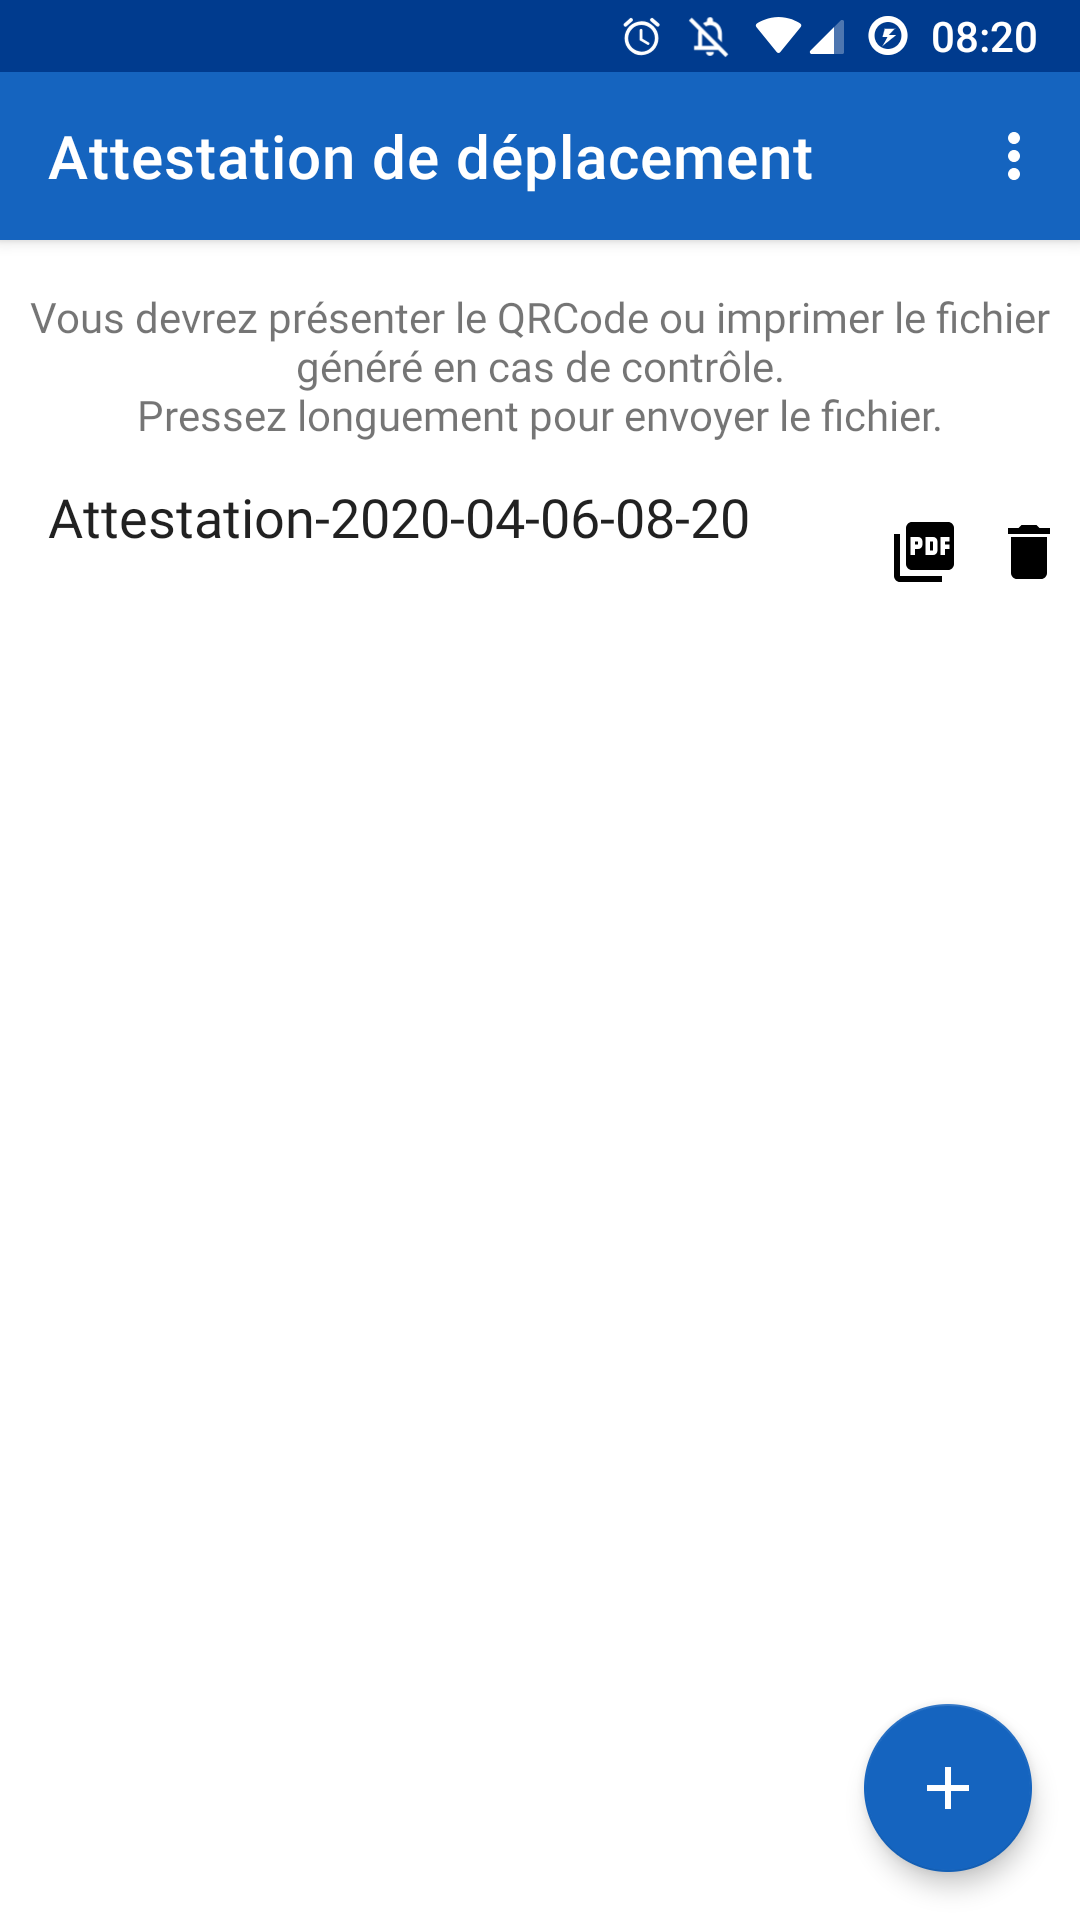 08:20
Attestation de déplacement
Vous devrez présenter le QRCode ou imprimer le fichier
généré en cas de contrôle.
Pressez longuement pour envoyer le fichier.
Attestation-2020-04-06-08-20
PDF